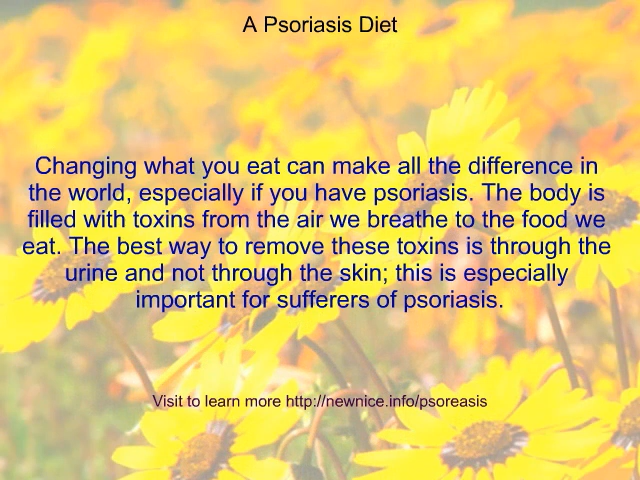 A Psoriasis Diet
Changing what you eat can make all the difference in
the world, especially if you have psoriasis. The body is
filled with toxins from the air we breathe to the food we
eat. The best way to remove these toxins is through the
urine and not through the skin; this is especially
important for sufferers of psoriasis.
Visit to learn more http://newnice.info/psoreasis